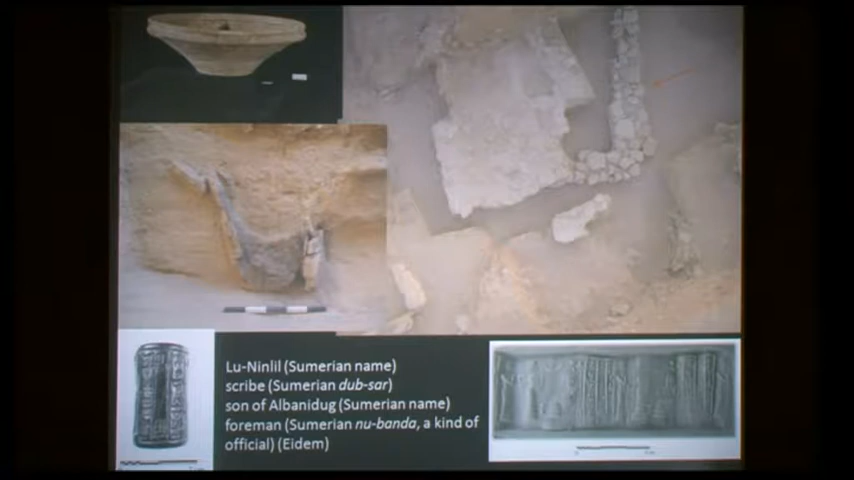 Lu-Ninlil (Sumerian name)
scribe (Sumerian dub-sar)
son of Albanidug (Sumerian name)
foreman (Sumerian nu-banda, a kind of
official) (Eidem)